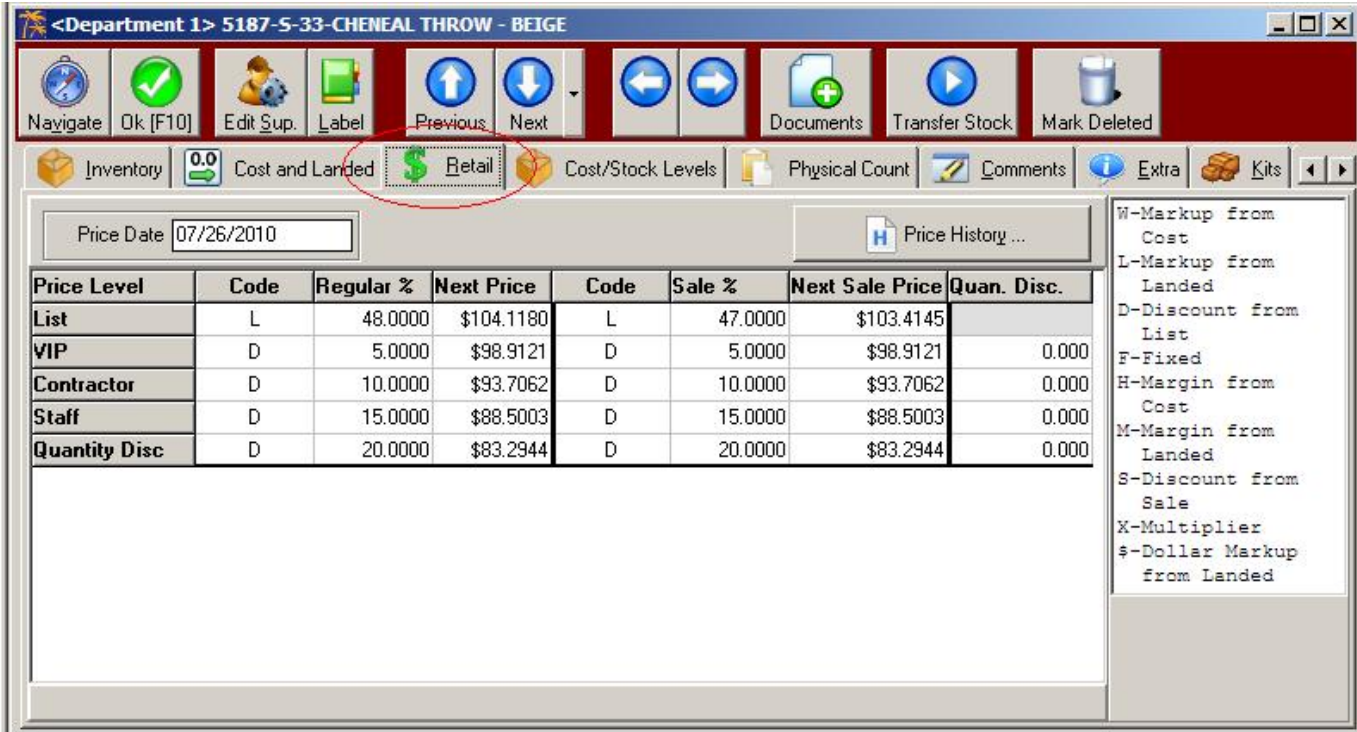 <Department 1> 5187-S-33-CHENEAL THROW - BEIGE
Navigate Ok [F10] Edit Sup. Label Previous Next Documents Transfer Stock Mark Deleted
Inventory 0.0 Cost and Landed $ Retail Cost/Stock Levels Physical Count Comments Extra Kits
Price Date 07/26/2010 H Price History ...
Price Level Code Regular % Next Price Code Sale % Next Sale Price Quan. Disc.
List L 48.0000 $104.1180 L 47.0000 $103.4145
VIP D 5.0000 $98.9121 D 5.0000 $98.9121 0.000
Contractor D 10.0000 $93.7062 D 10.0000 $93.7062 0.000
Staff D 15.0000 $88.5003 D 15.0000 $88.5003 0.000
Quantity Disc D 20.0000 $83.2944 D 20.0000 $83.2944 0.000
W-Markup from
Cost
L-Markup from
Landed
D-Discount from
List
F-Fixed
H-Margin from
Cost
M-Margin from
Landed
S-Discount from
Sale
X-Multiplier
$-Dollar Markup
from Landed